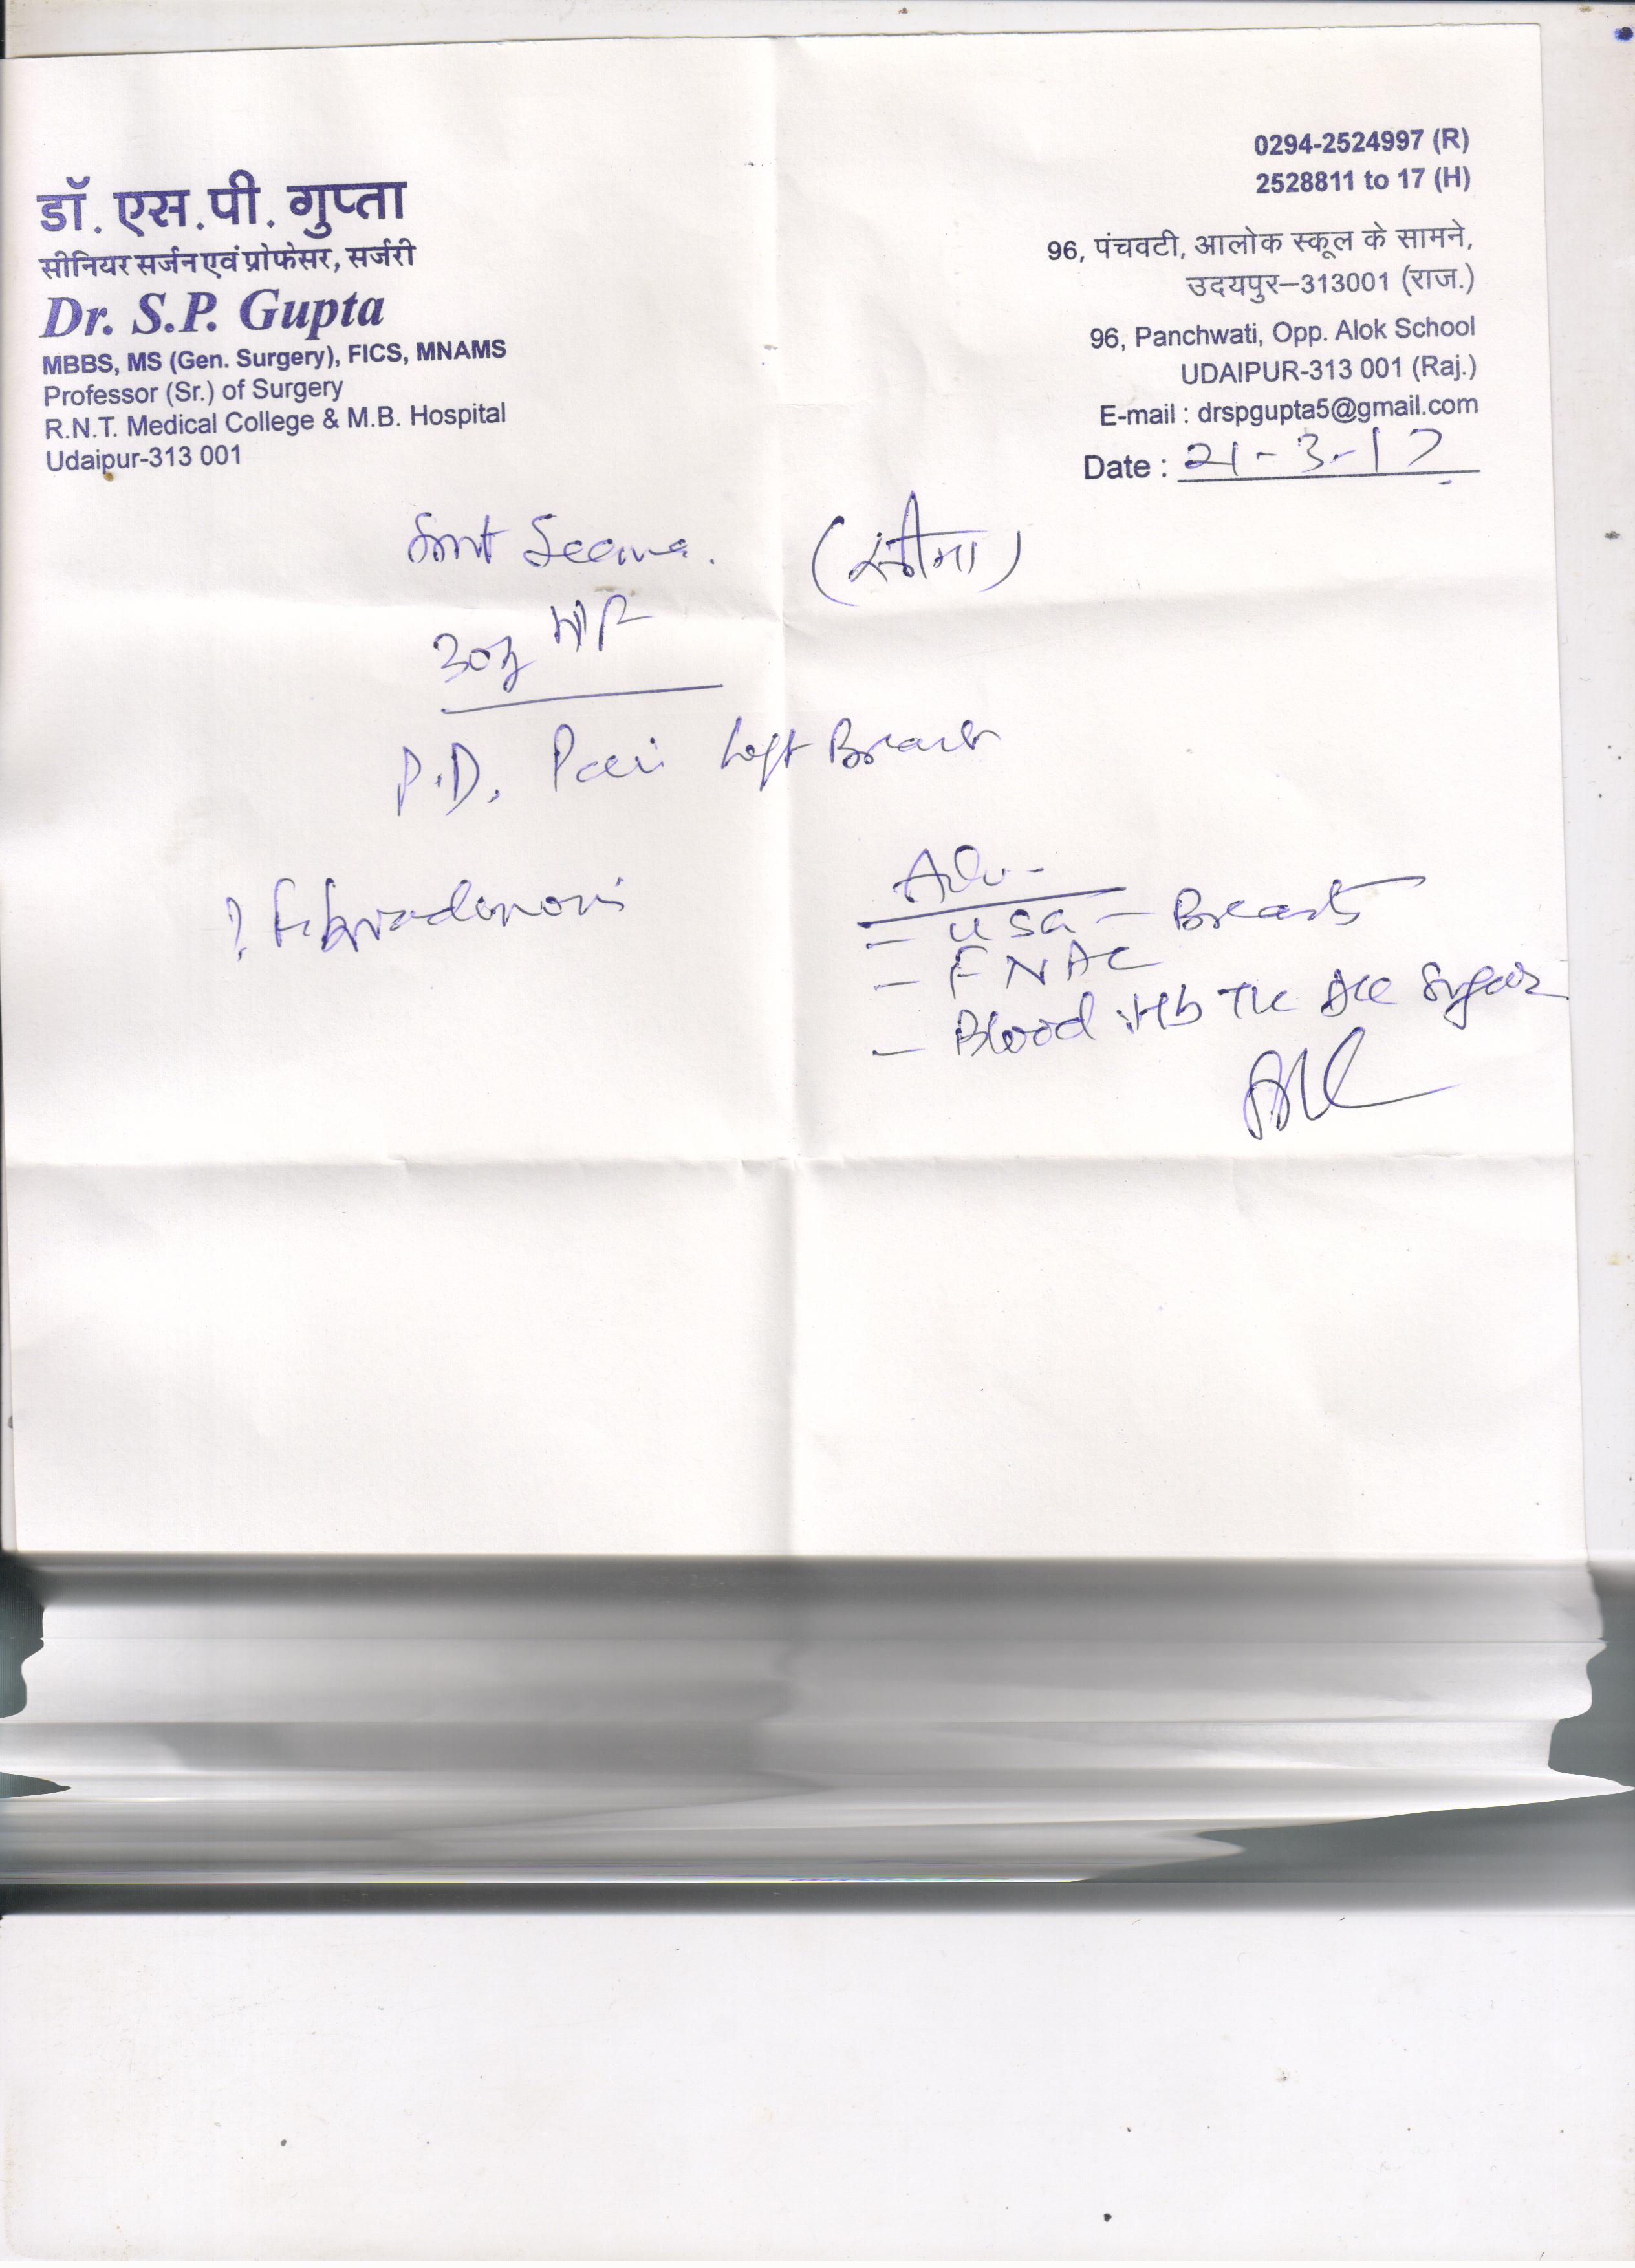 डॉ. एस.पी. गुप्ता
सीनियर सर्जन एवं प्रोफेसर, सर्जरी
Dr. S.P. Gupta
MBBS, MS (Gen. Surgery), FICS, MNAMS
Professor (Sr.) of Surgery
R.N.T. Medical College & M.B. Hospital
Udaipur-313 001
0294-2524997 (R)
2528811 to 17 (H)
96, पंचवटी, आलोक स्कूल के सामने,
उदयपुर–313001 (राज.)
96, Panchwati, Opp. Alok School
UDAIPUR-313 001 (Raj.)
E-mail : drspgupta5@gmail.com
Date : 21-3-17
Smt Seema. (सीमा)
30y
P.D. Pain Left Breast
? Fibroadenosis
Adv-
- USG - Breasts
- FNAC
- Blood : Hb TLC DLC Sugar